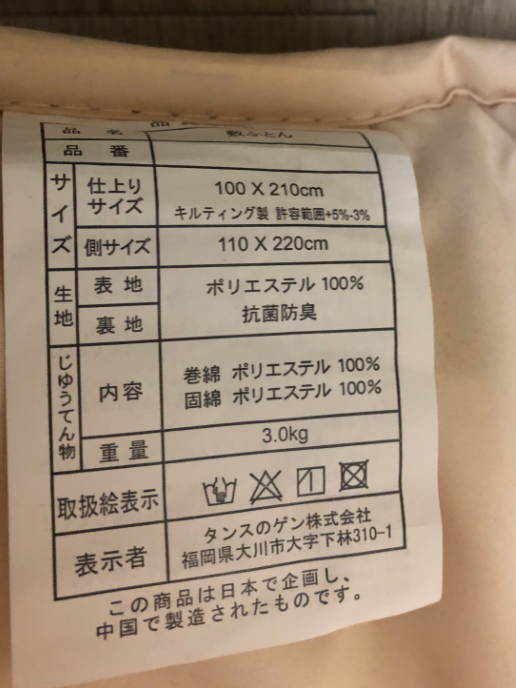 品名 敷ふとん
品番
サイズ 仕上りサイズ 100 X 210cm
キルティング製 許容範囲+5%-3%
側サイズ 110 X 220cm
生地 表地 ポリエステル 100%
裏地 抗菌防臭
じゅうてん物 内容 巻綿 ポリエステル 100%
固綿 ポリエステル 100%
重量 3.0kg
取扱絵表示
表示者 タンスのゲン株式会社
福岡県大川市大字下林310-1
この商品は日本で企画し、
中国で製造されたものです。